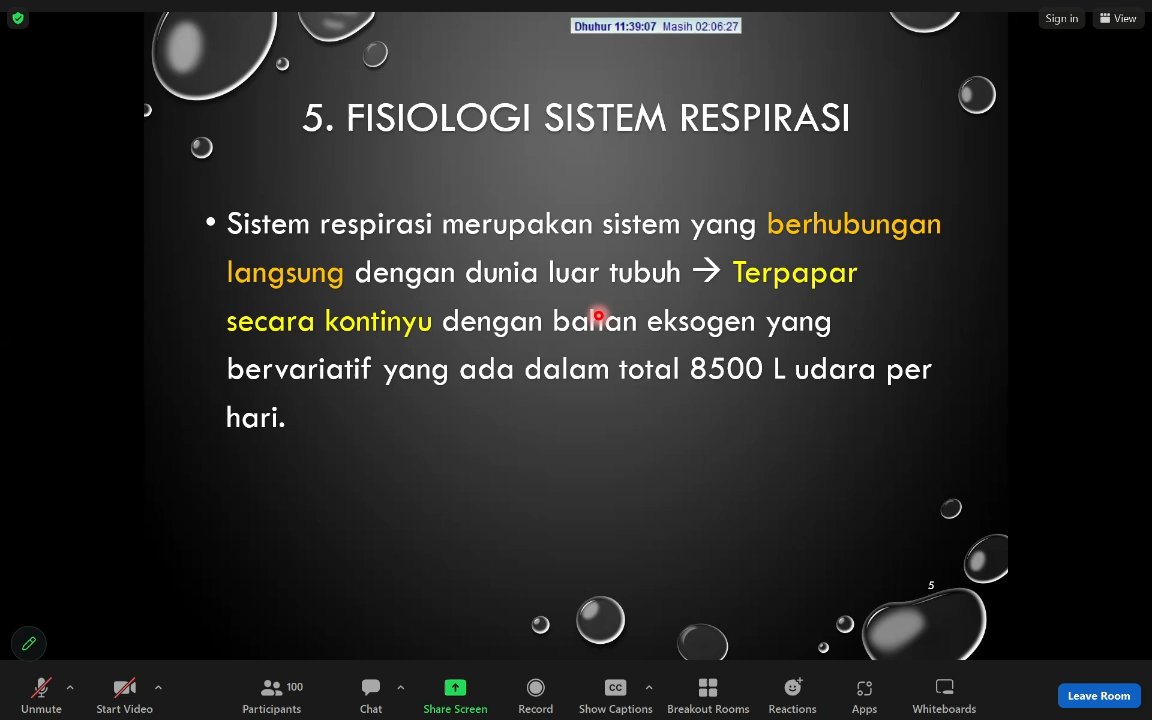 Dhuhur 11:39:07 Masih 02:06:27
Sign in
View
5. FISIOLOGI SISTEM RESPIRASI
• Sistem respirasi merupakan sistem yang berhubungan
langsung dengan dunia luar tubuh → Terpapar
secara kontinyu dengan bahan eksogen yang
bervariatif yang ada dalam total 8500 L udara per
hari.
5
100
CC
Unmute
Start Video
Participants
Chat
Share Screen
Record
Show Captions
Breakout Rooms
Reactions
Apps
Whiteboards
Leave Room